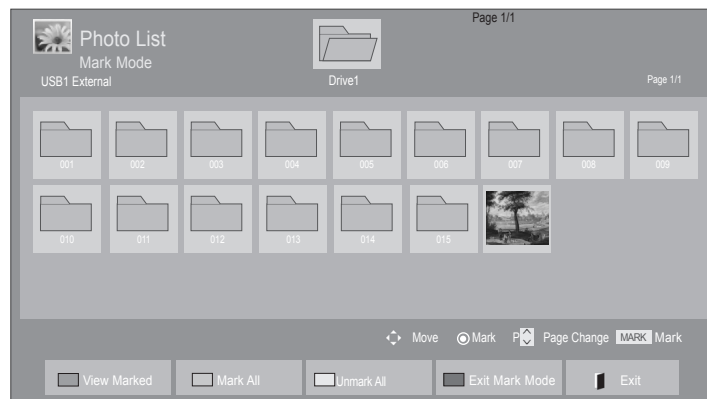 Page 1/1
Photo List
Mark Mode
USB1 External
Drive1
Page 1/1
001 002 003 004 005 006 007 008 009
010 011 012 013 014 015
Move Mark P Page Change MARK Mark
View Marked Mark All Unmark All Exit Mark Mode Exit